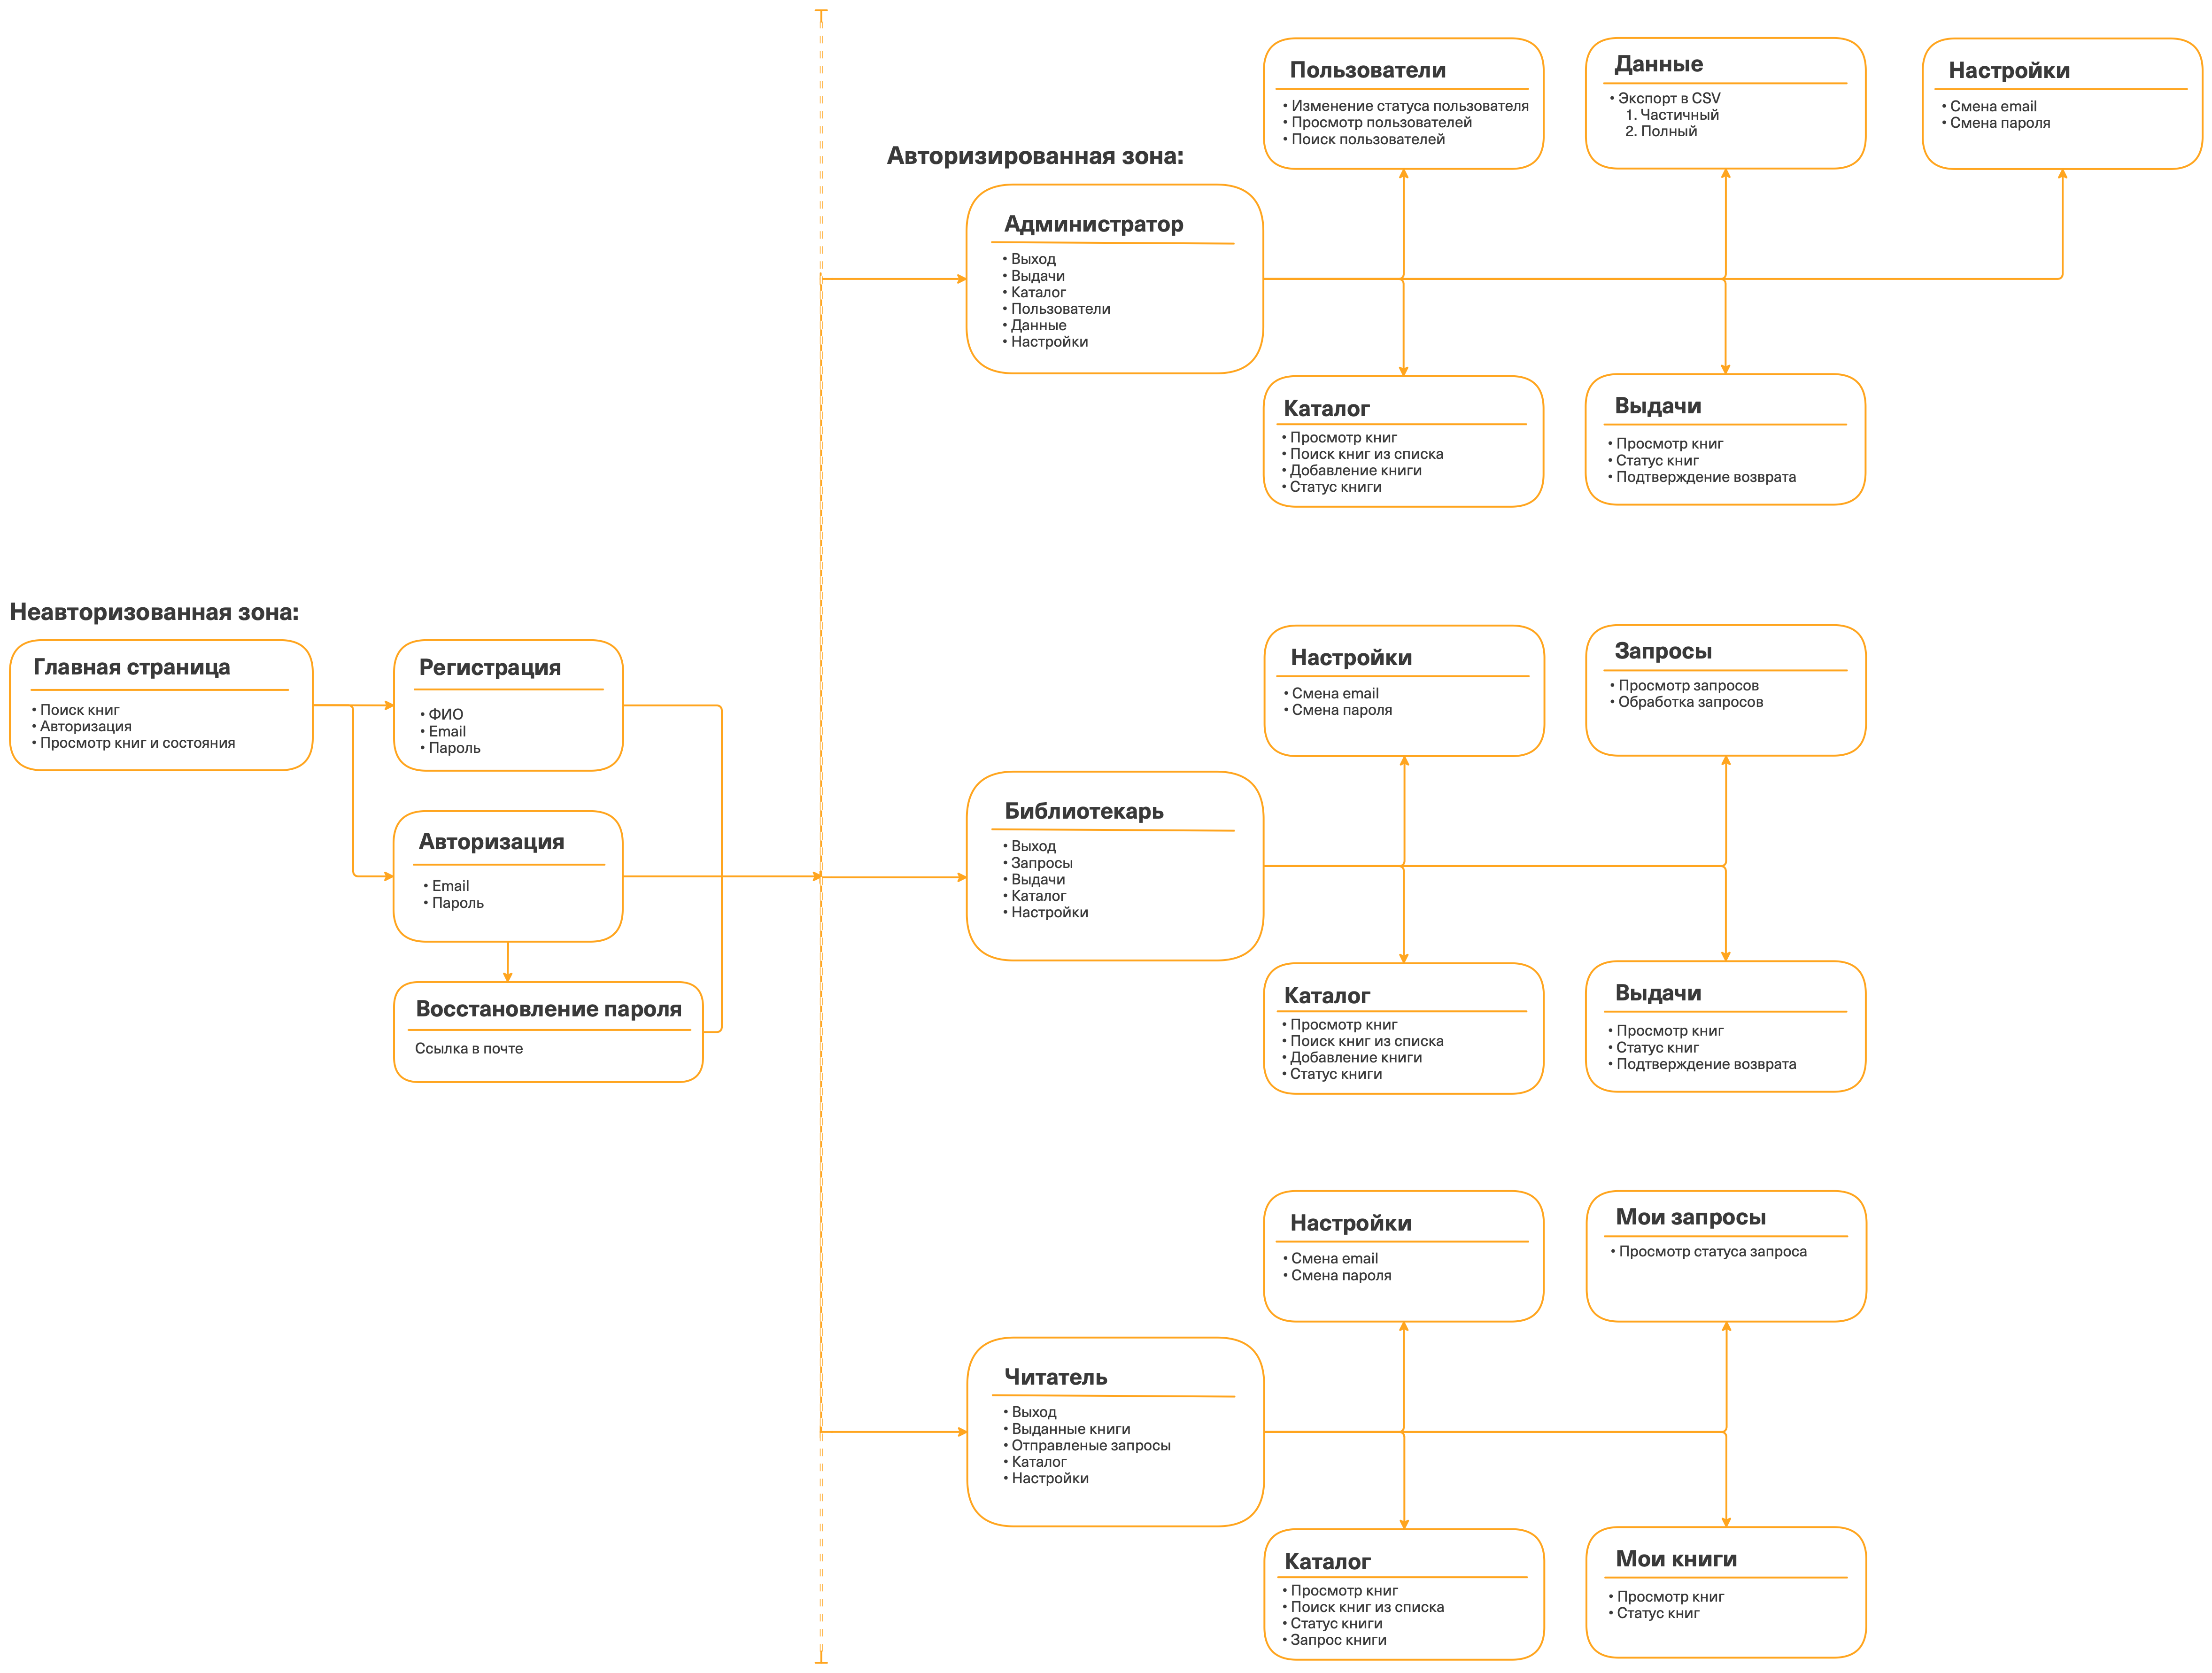 Неавторизованная зона:
Главная страница
• Поиск книг
• Авторизация
• Просмотр книг и состояния
Регистрация
• ФИО
• Email
• Пароль
Авторизация
• Email
• Пароль
Восстановление пароля
Ссылка в почте
Авторизированная зона:
Администратор
• Выход
• Выдачи
• Каталог
• Пользователи
• Данные
• Настройки
Пользователи
• Изменение статуса пользователя
• Просмотр пользователей
• Поиск пользователей
Данные
• Экспорт в CSV
1. Частичный
2. Полный
Настройки
• Смена email
• Смена пароля
Каталог
• Просмотр книг
• Поиск книг из списка
• Добавление книги
• Статус книги
Выдачи
• Просмотр книг
• Статус книг
• Подтверждение возврата
Библиотекарь
• Выход
• Запросы
• Выдачи
• Каталог
• Настройки
Настройки
• Смена email
• Смена пароля
Запросы
• Просмотр запросов
• Обработка запросов
Каталог
• Просмотр книг
• Поиск книг из списка
• Добавление книги
• Статус книги
Выдачи
• Просмотр книг
• Статус книг
• Подтверждение возврата
Читатель
• Выход
• Выданные книги
• Отправленые запросы
• Каталог
• Настройки
Настройки
• Смена email
• Смена пароля
Мои запросы
• Просмотр статуса запроса
Каталог
• Просмотр книг
• Поиск книг из списка
• Статус книги
• Запрос книги
Мои книги
• Просмотр книг
• Статус книг